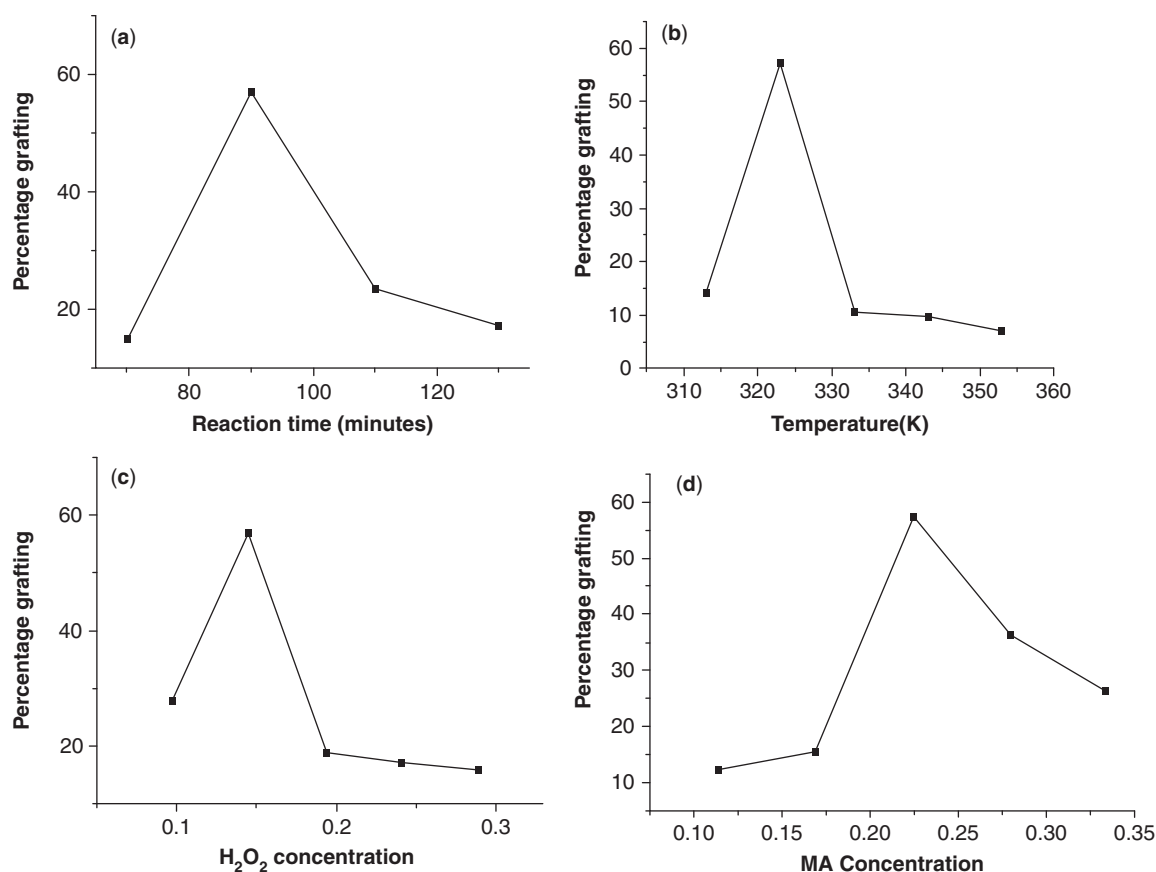 (a)
Percentage grafting
60
40
20
80 100 120
Reaction time (minutes)
(b)
Percentage grafting
60
50
40
30
20
10
0
310 320 330 340 350 360
Temperature(K)
(c)
Percentage grafting
60
40
20
0.1 0.2 0.3
H₂O₂ concentration
(d)
Percentage grafting
60
50
40
30
20
10
0.10 0.15 0.20 0.25 0.30 0.35
MA Concentration